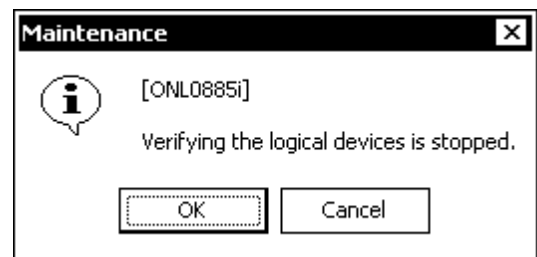 Maintenance
[ONL0885i]
Verifying the logical devices is stopped.
OK Cancel